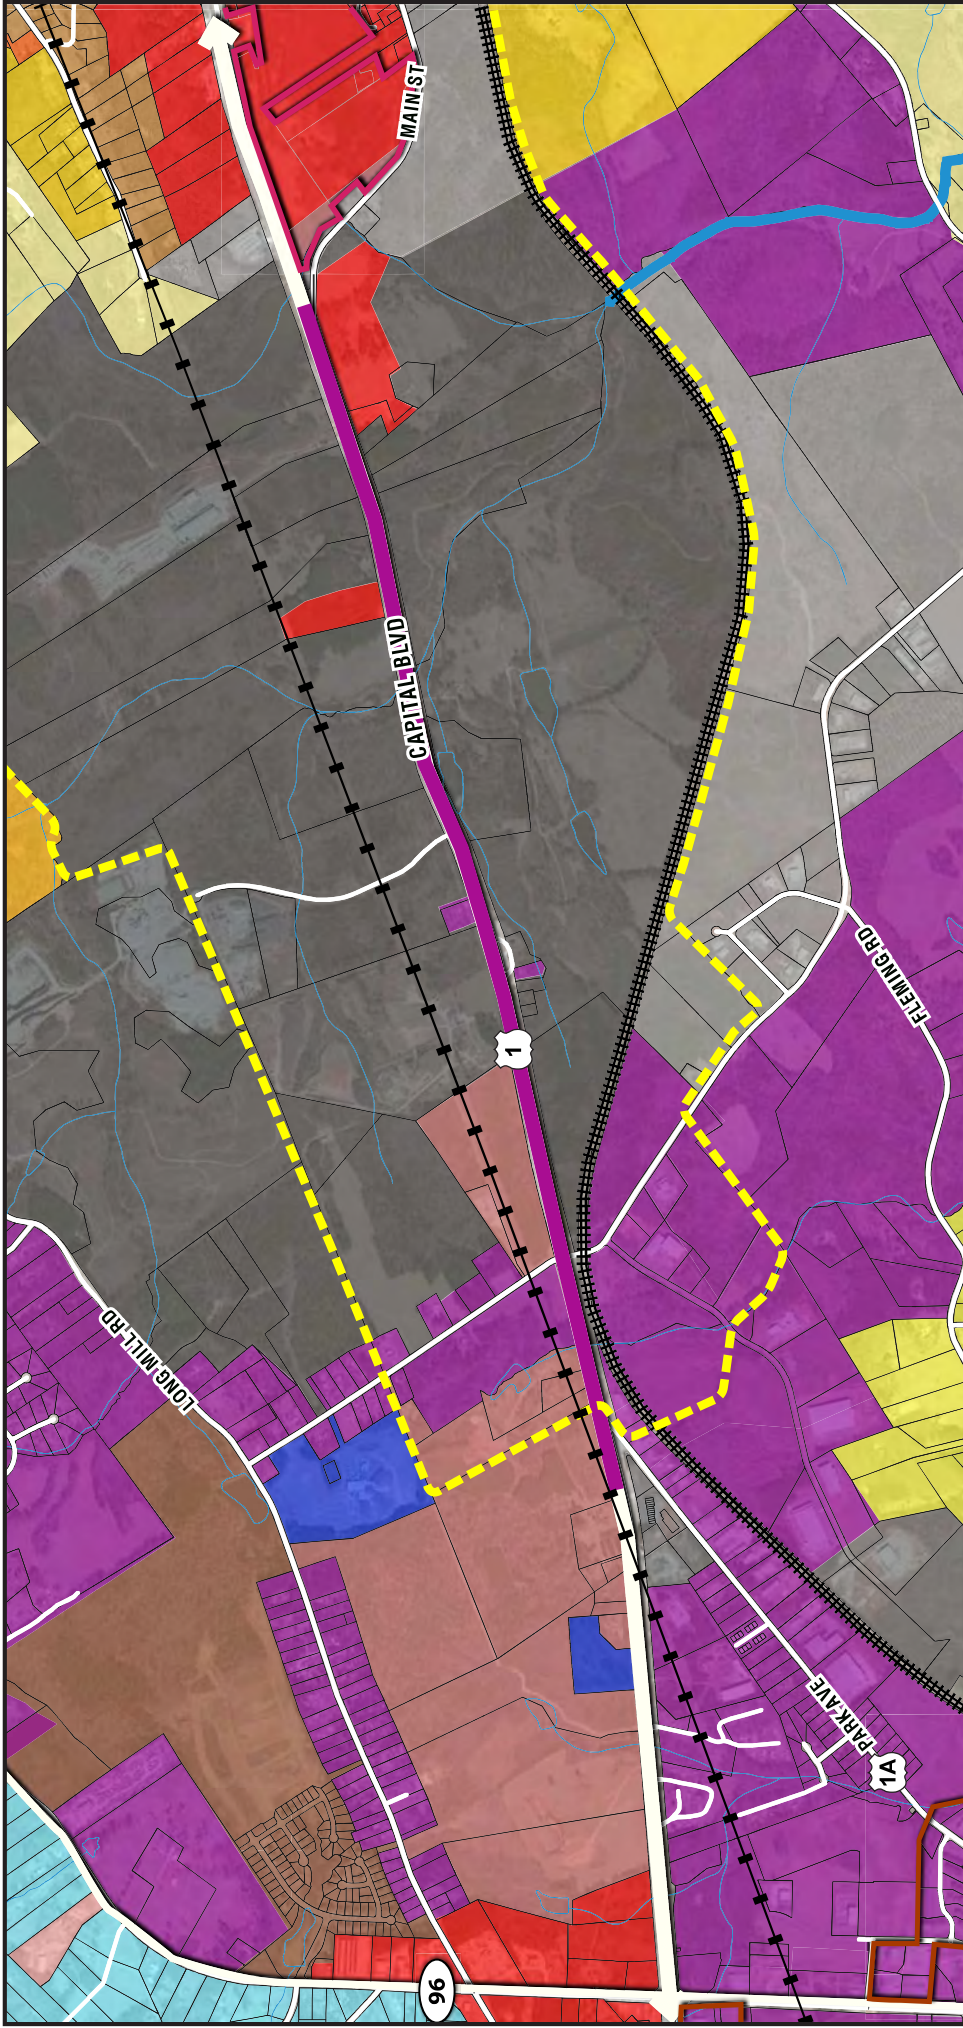 MAIN ST
CAPITAL BLVD
1
FLEMING RD
LONG MILL RD
PARK AVE
1A
96